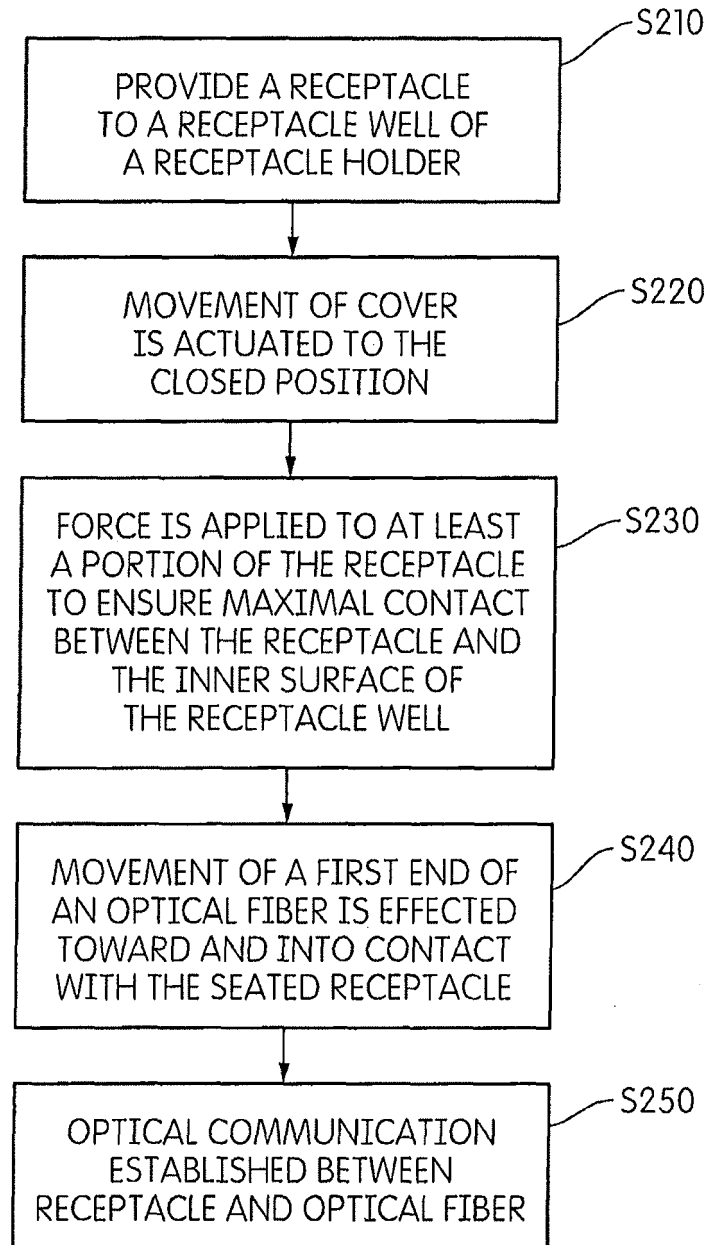 S210
PROVIDE A RECEPTACLE
TO A RECEPTACLE WELL OF
A RECEPTACLE HOLDER
S220
MOVEMENT OF COVER
IS ACTUATED TO THE
CLOSED POSITION
S230
FORCE IS APPLIED TO AT LEAST
A PORTION OF THE RECEPTACLE
TO ENSURE MAXIMAL CONTACT
BETWEEN THE RECEPTACLE AND
THE INNER SURFACE OF
THE RECEPTACLE WELL
S240
MOVEMENT OF A FIRST END OF
AN OPTICAL FIBER IS EFFECTED
TOWARD AND INTO CONTACT
WITH THE SEATED RECEPTACLE
S250
OPTICAL COMMUNICATION
ESTABLISHED BETWEEN
RECEPTACLE AND OPTICAL FIBER